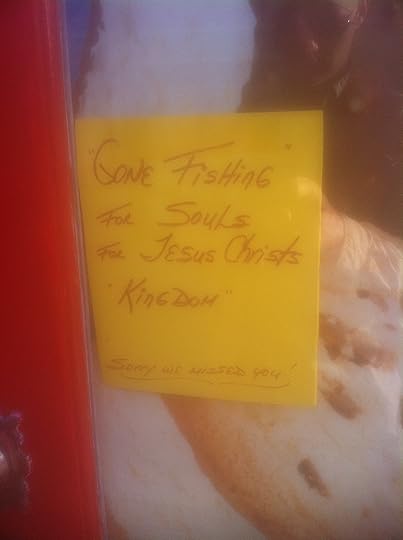 "GONE FISHING"
FOR SOULS
FOR JESUS Christs
"KINGDOM"
SORRY WE MISSED YOU!